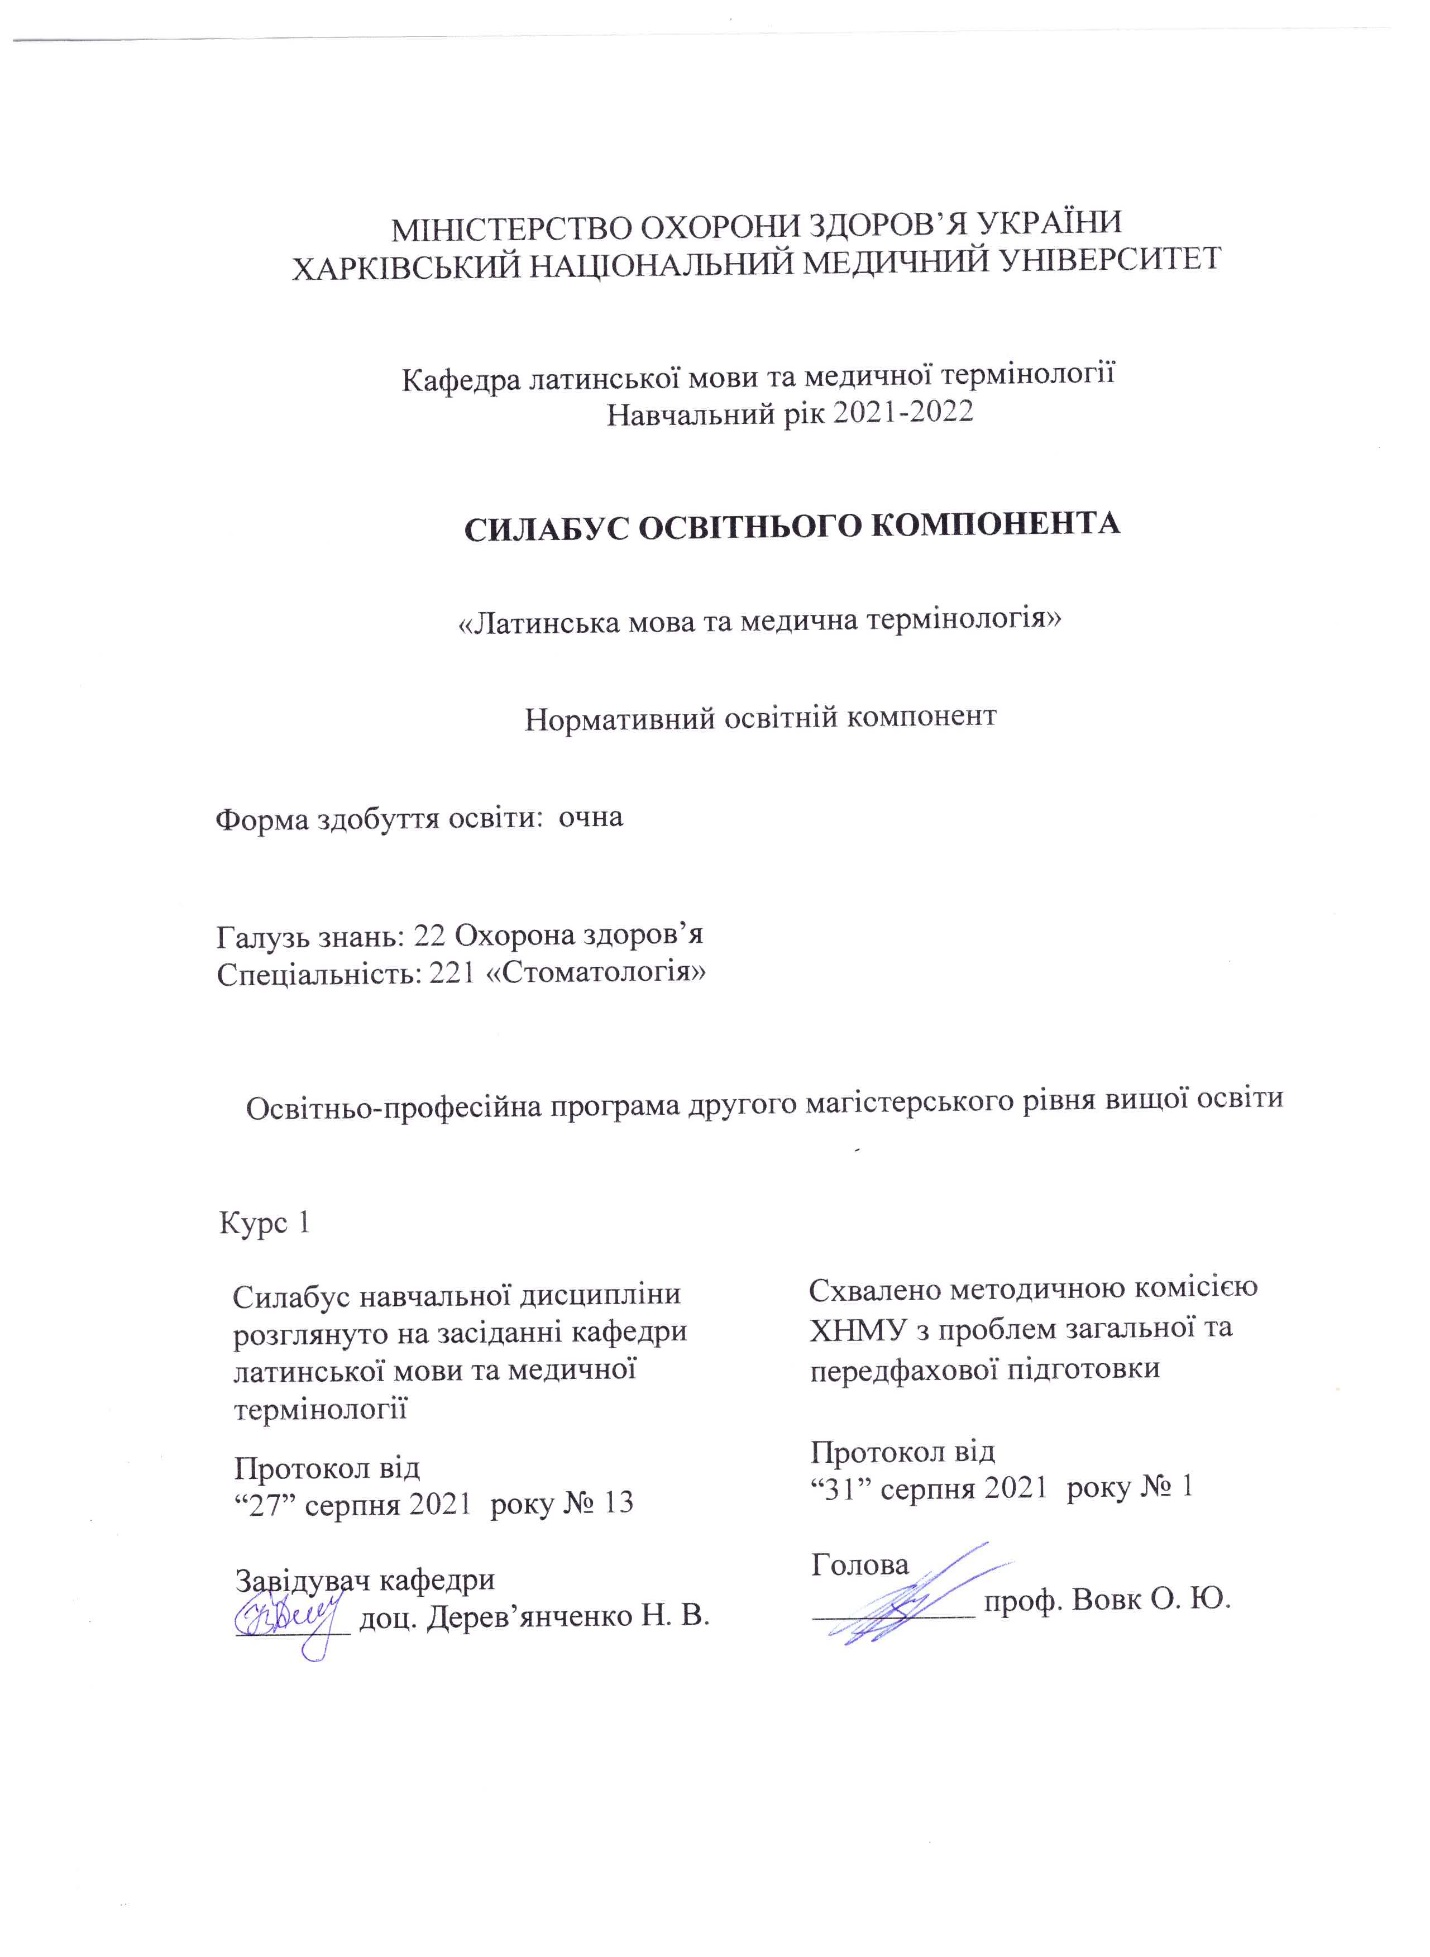 МІНІСТЕРСТВО ОХОРОНИ ЗДОРОВ’Я УКРАЇНИ
ХАРКІВСЬКИЙ НАЦІОНАЛЬНИЙ МЕДИЧНИЙ УНІВЕРСИТЕТ
Кафедра латинської мови та медичної термінології
Навчальний рік 2021-2022
СИЛАБУС ОСВІТНЬОГО КОМПОНЕНТА
«Латинська мова та медична термінологія»
Нормативний освітній компонент
Форма здобуття освіти: очна
Галузь знань: 22 Охорона здоров’я
Спеціальність: 221 «Стоматологія»
Освітньо-професійна програма другого магістерського рівня вищої освіти
Курс 1
Силабус навчальної дисципліни
розглянуто на засіданні кафедри
латинської мови та медичної
термінології
Протокол від
“27” серпня 2021 року № 13
Завідувач кафедри
доц. Дерев’янченко Н. В.
Схвалено методичною комісією
ХНМУ з проблем загальної та
передфахової підготовки
Протокол від
“31” серпня 2021 року № 1
Голова
проф. Вовк О. Ю.